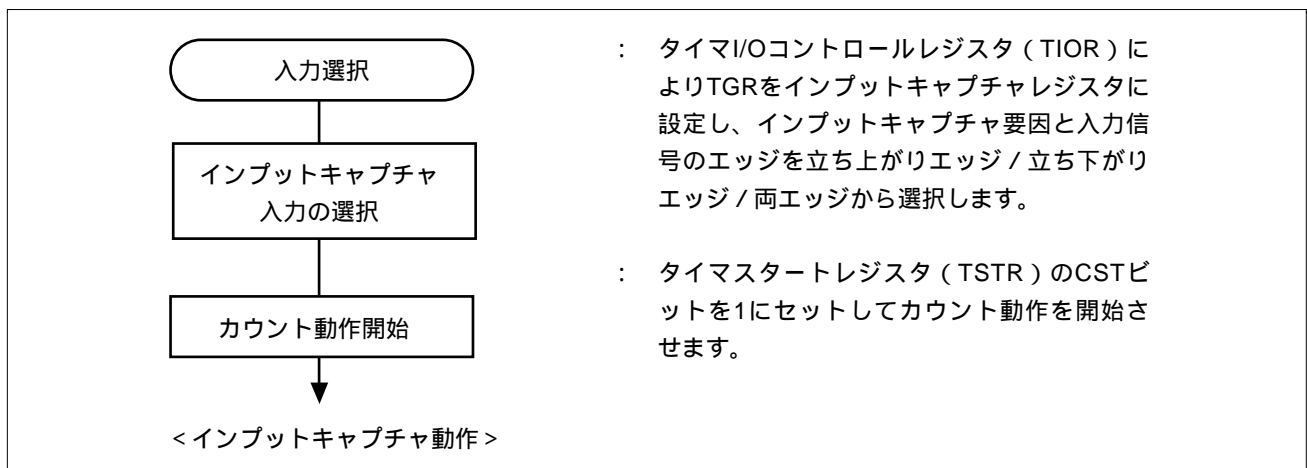 入力選択
インプットキャプチャ
入力の選択
カウント動作開始
<インプットキャプチャ動作>
: タイマI/Oコントロールレジスタ(TIOR)に
よりTGRをインプットキャプチャレジスタに
設定し、インプットキャプチャ要因と入力信
号のエッジを立ち上がりエッジ/立ち下がり
エッジ/両エッジから選択します。
: タイマスタートレジスタ(TSTR)のCSTビ
ットを1にセットしてカウント動作を開始さ
せます。